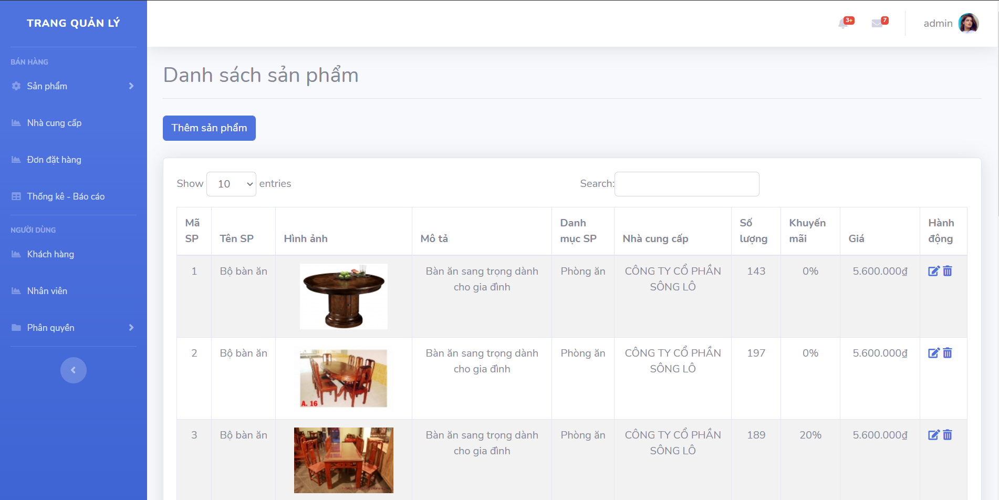 TRANG QUẢN LÝ
3+
7
admin
BÁN HÀNG
Sản phẩm
Nhà cung cấp
Đơn đặt hàng
Thống kê - Báo cáo
NGƯỜI DÙNG
Khách hàng
Nhân viên
Phân quyền
Danh sách sản phẩm
Thêm sản phẩm
Show 10 entries
Search:
Mã SP
Tên SP
Hình ảnh
Mô tả
Danh mục SP
Nhà cung cấp
Số lượng
Khuyến mãi
Giá
Hành động
1
Bộ bàn ăn
Bàn ăn sang trọng dành
cho gia đình
Phòng ăn
CÔNG TY CỔ PHẦN
SÔNG LÔ
143
0%
5.600.000₫
2
Bộ bàn ăn
A. 16
Bàn ăn sang trọng dành
cho gia đình
Phòng ăn
CÔNG TY CỔ PHẦN
SÔNG LÔ
197
0%
5.600.000₫
3
Bộ bàn ăn
Bàn ăn sang trọng dành
cho gia đình
Phòng ăn
CÔNG TY CỔ PHẦN
SÔNG LÔ
189
20%
5.600.000₫